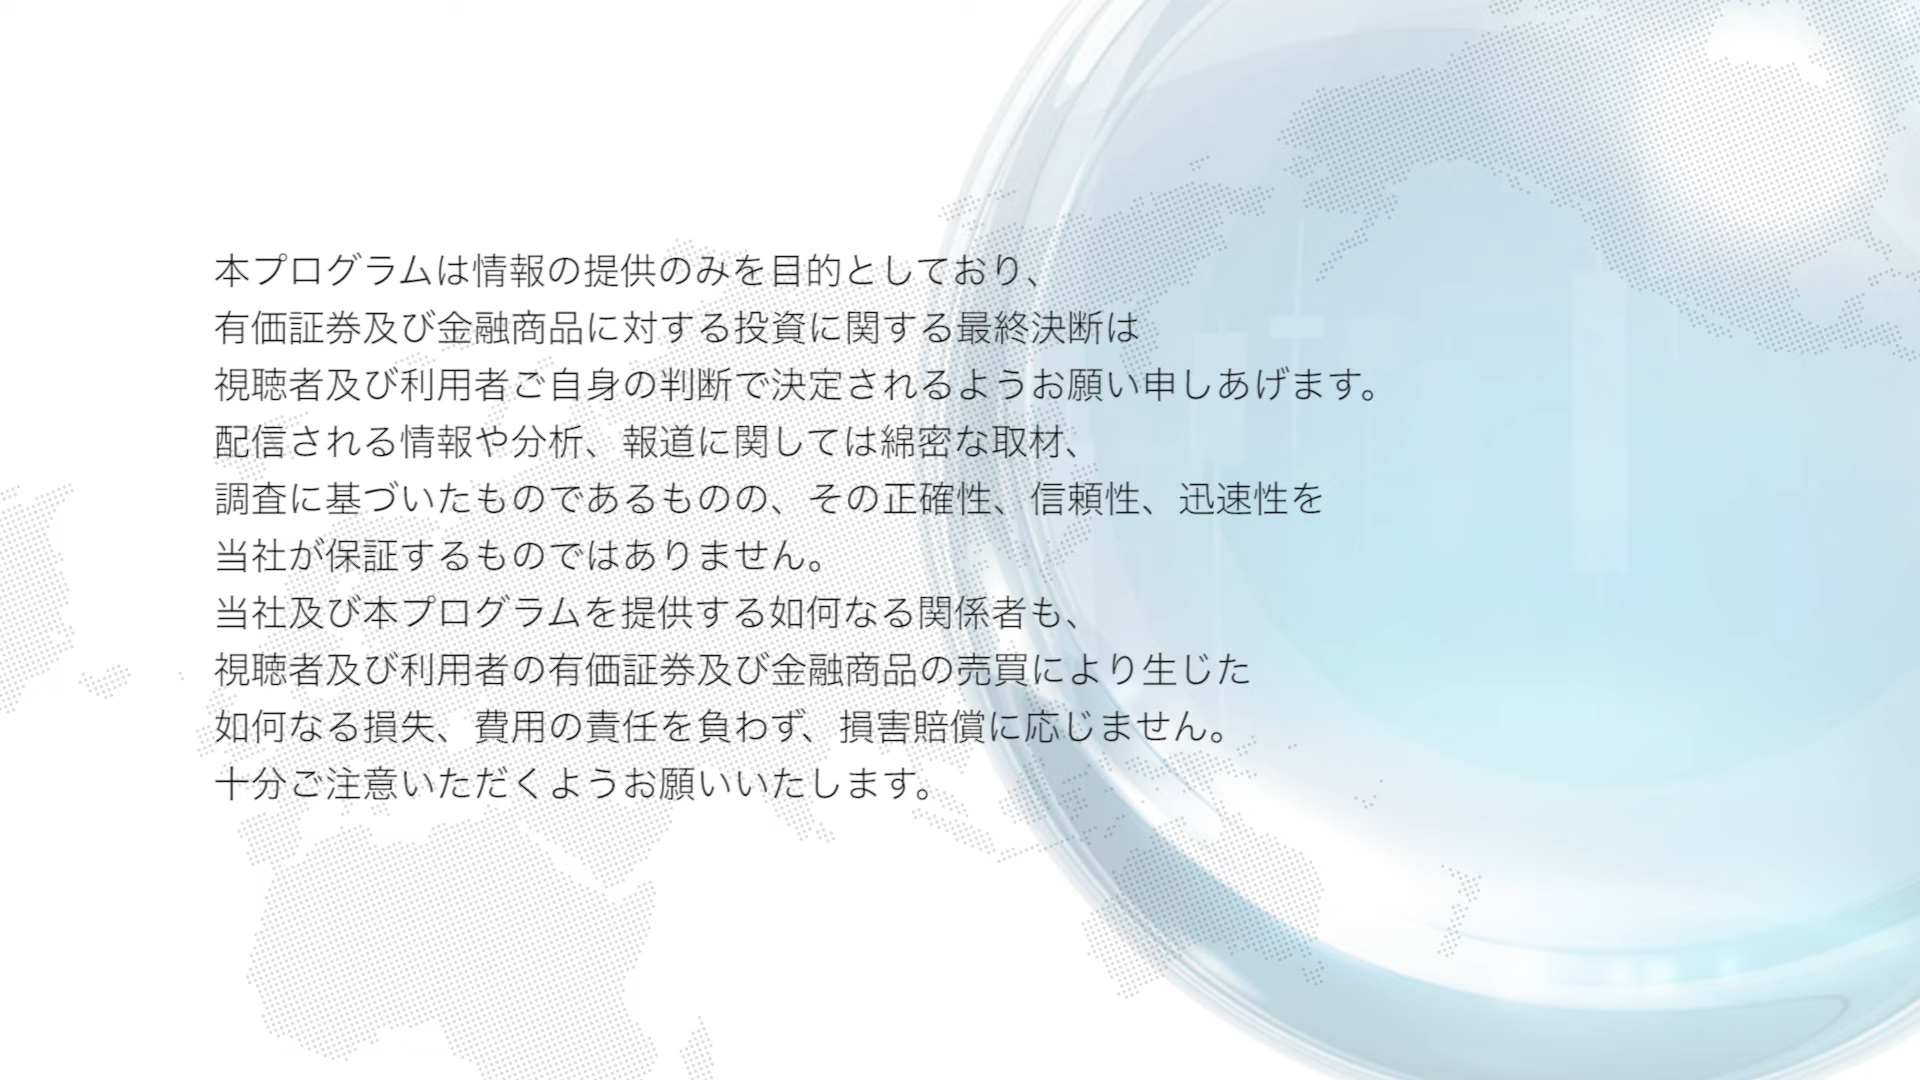 本プログラムは情報の提供のみを目的としており、
有価証券及び金融商品に対する投資に関する最終決断は
視聴者及び利用者ご自身の判断で決定されるようお願い申しあげます。
配信される情報や分析、報道に関しては綿密な取材、
調査に基づいたものであるものの、その正確性、信頼性、迅速性を
当社が保証するものではありません。
当社及び本プログラムを提供する如何なる関係者も、
視聴者及び利用者の有価証券及び金融商品の売買により生じた
如何なる損失、費用の責任を負わず、損害賠償に応じません。
十分ご注意いただくようお願いいたします。